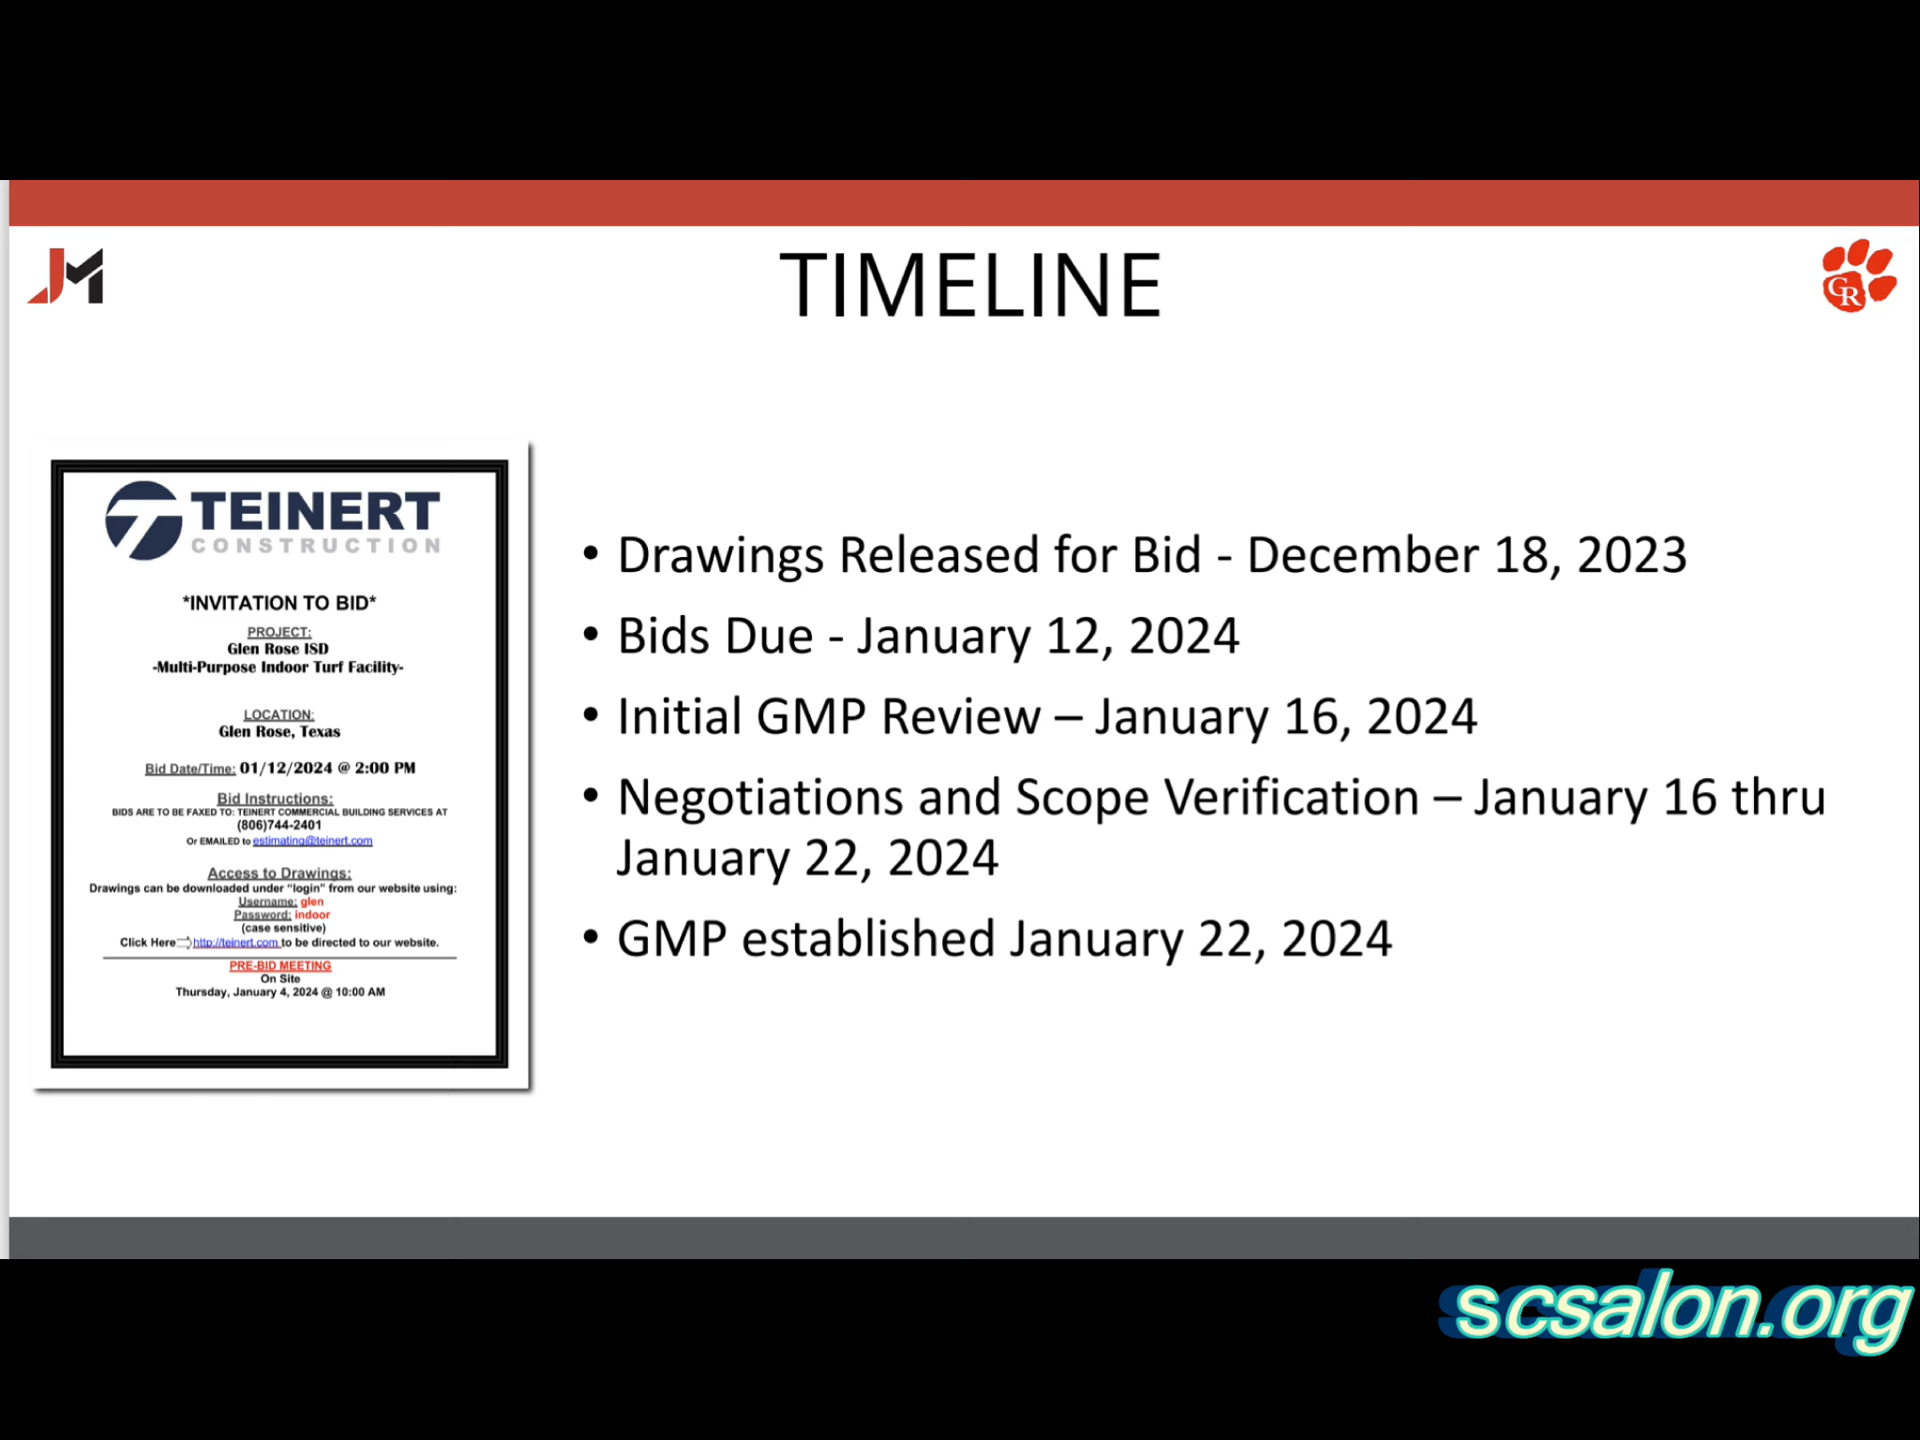 JM
TIMELINE
GR
TEINERT
CONSTRUCTION
*INVITATION TO BID*
PROJECT:
Glen Rose ISD
-Multi-Purpose Indoor Turf Facility-
LOCATION:
Glen Rose, Texas
Bid Date/Time: 01/12/2024 @ 2:00 PM
Bid Instructions:
BIDS ARE TO BE FAXED TO: TEINERT COMMERCIAL BUILDING SERVICES AT
(806)744-2401
Or EMAILED to estimating@teinert.com
Access to Drawings:
Drawings can be downloaded under "login" from our website using:
Username: glen
Password: indoor
(case sensitive)
Click Here⇒http://teinert.com to be directed to our website.
PRE-BID MEETING
On Site
Thursday, January 4, 2024 @ 10:00 AM
• Drawings Released for Bid - December 18, 2023
• Bids Due - January 12, 2024
• Initial GMP Review – January 16, 2024
• Negotiations and Scope Verification – January 16 thru
January 22, 2024
• GMP established January 22, 2024
scsalon.org